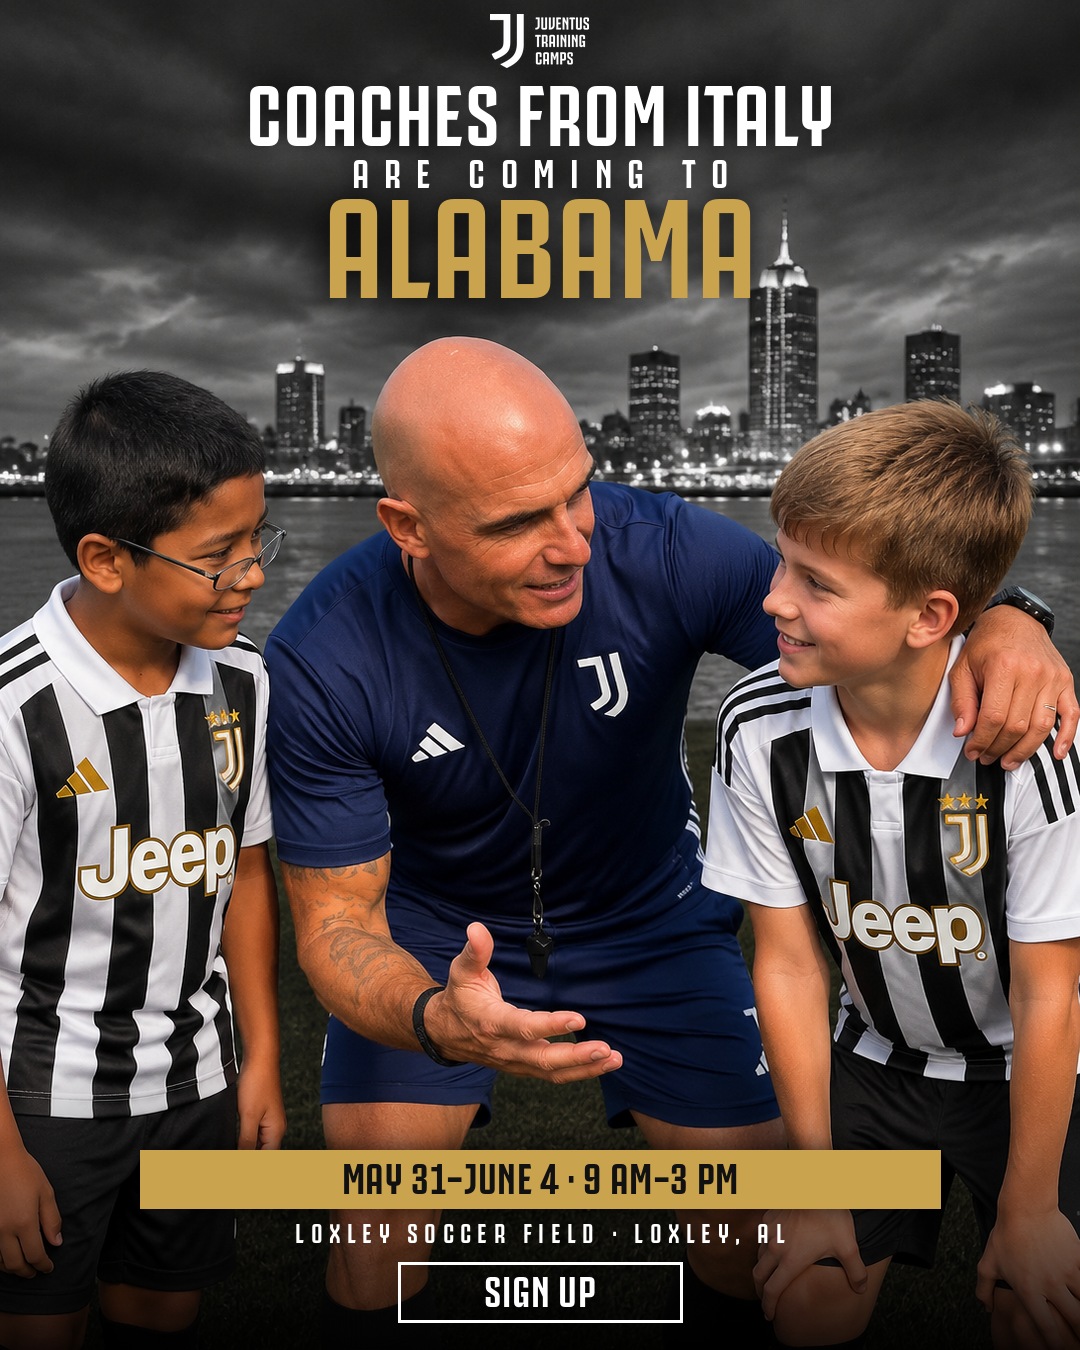 JUVENTUS
TRAINING
CAMPS
COACHES FROM ITALY
ARE COMING TO
ALABAMA
Jeep
Jeep
MAY 31-JUNE 4 · 9 AM-3 PM
LOXLEY SOCCER FIELD · LOXLEY, AL
SIGN UP